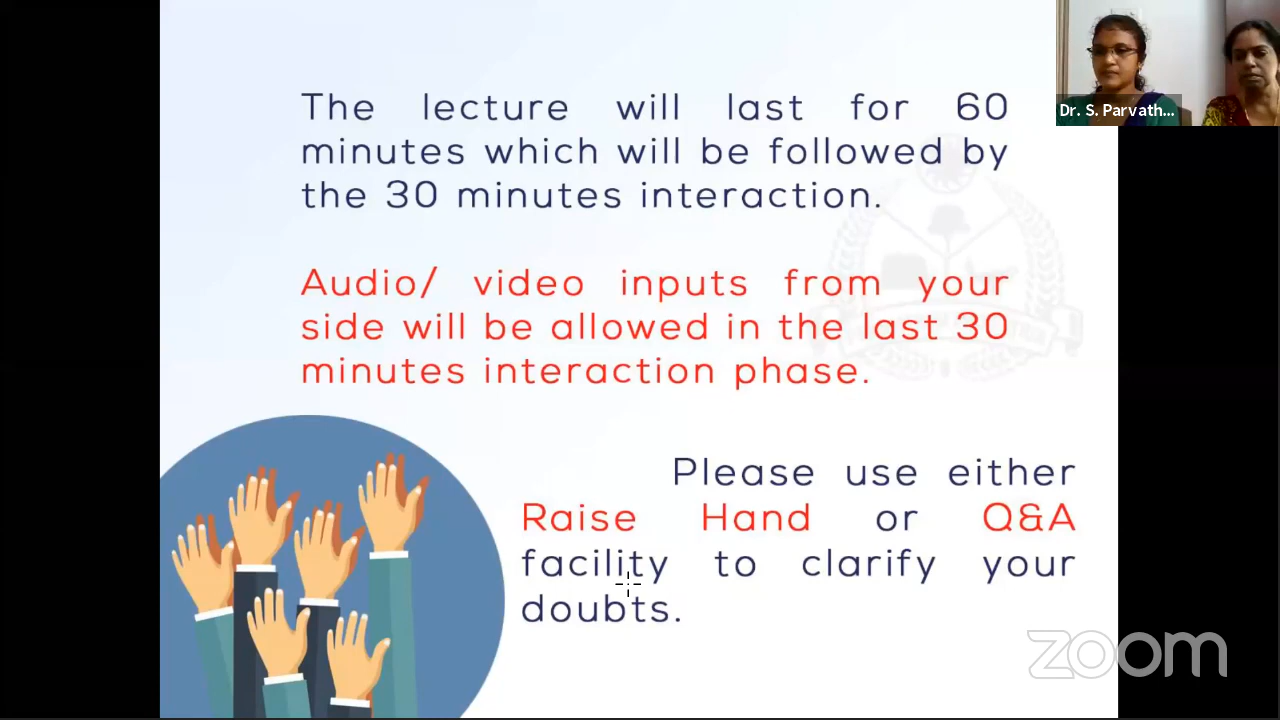 Dr. S. Parvath...
The lecture will last for 60
minutes which will be followed by
the 30 minutes interaction.
Audio/ video inputs from your
side will be allowed in the last 30
minutes interaction phase.
Please use either
Raise Hand or Q&A
facility to clarify your
doubts.
zoom